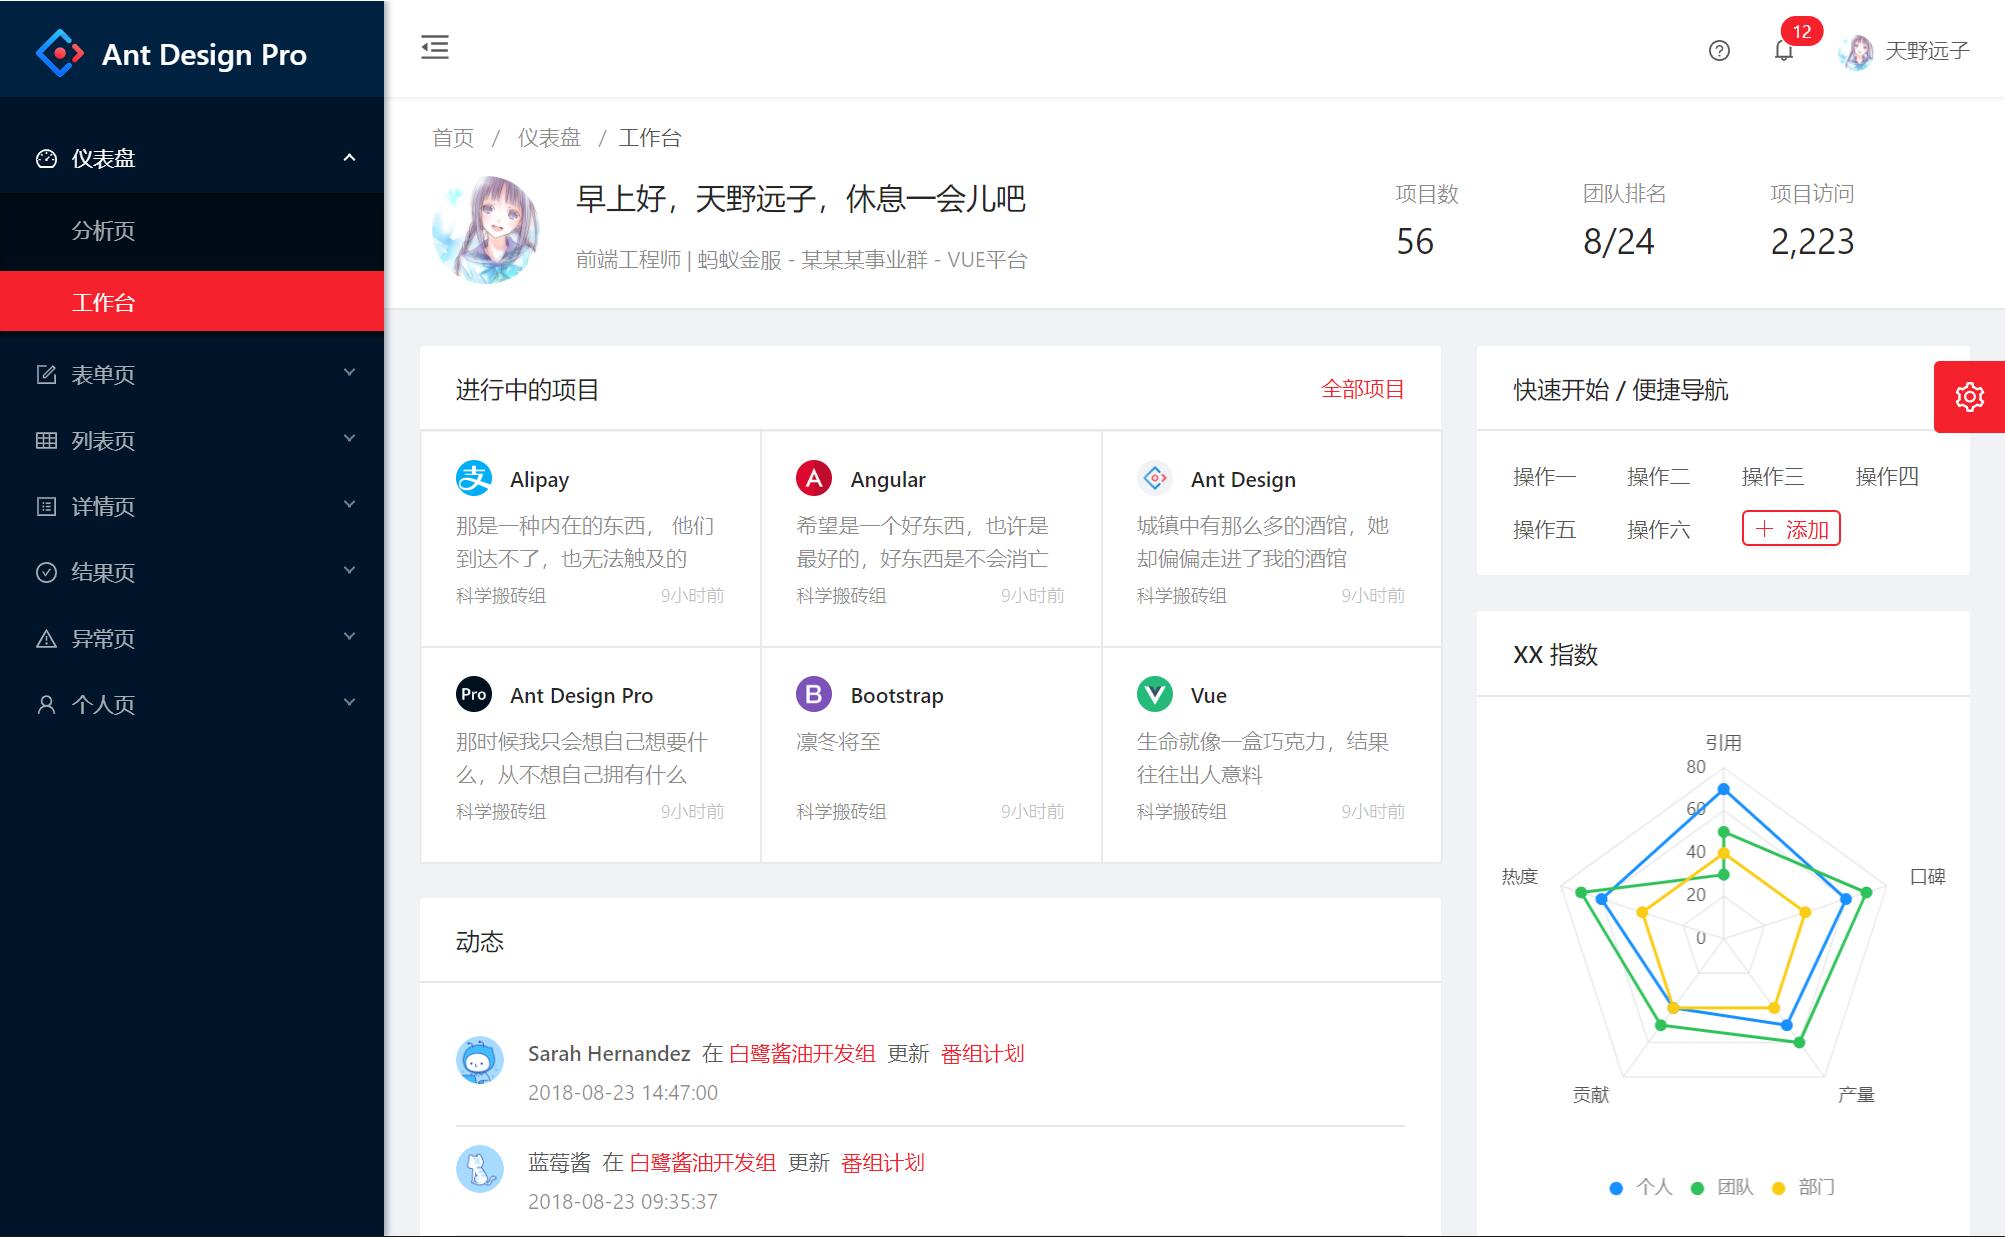 Ant Design Pro
仪表盘
分析页
工作台
表单页
列表页
详情页
结果页
异常页
个人页
12
天野远子
首页 / 仪表盘 / 工作台
早上好，天野远子，休息一会儿吧
前端工程师 | 蚂蚁金服 - 某某某事业群 - VUE平台
项目数
56
团队排名
8/24
项目访问
2,223
进行中的项目
全部项目
Alipay
那是一种内在的东西， 他们
到达不了，也无法触及的
科学搬砖组 9小时前
Angular
希望是一个好东西，也许是
最好的，好东西是不会消亡
科学搬砖组 9小时前
Ant Design
城镇中有那么多的酒馆，她
却偏偏走进了我的酒馆
科学搬砖组 9小时前
Pro
Ant Design Pro
那时候我只会想自己想要什
么，从不想自己拥有什么
科学搬砖组 9小时前
Bootstrap
凛冬将至
科学搬砖组 9小时前
Vue
生命就像一盒巧克力，结果
往往出人意料
科学搬砖组 9小时前
动态
Sarah Hernandez 在 白鹭酱油开发组 更新 番组计划
2018-08-23 14:47:00
蓝莓酱 在 白鹭酱油开发组 更新 番组计划
2018-08-23 09:35:37
快速开始 / 便捷导航
操作一 操作二 操作三 操作四
操作五 操作六 + 添加
XX 指数
引用
80
60
40
20
0
热度
口碑
贡献
产量
个人 团队 部门